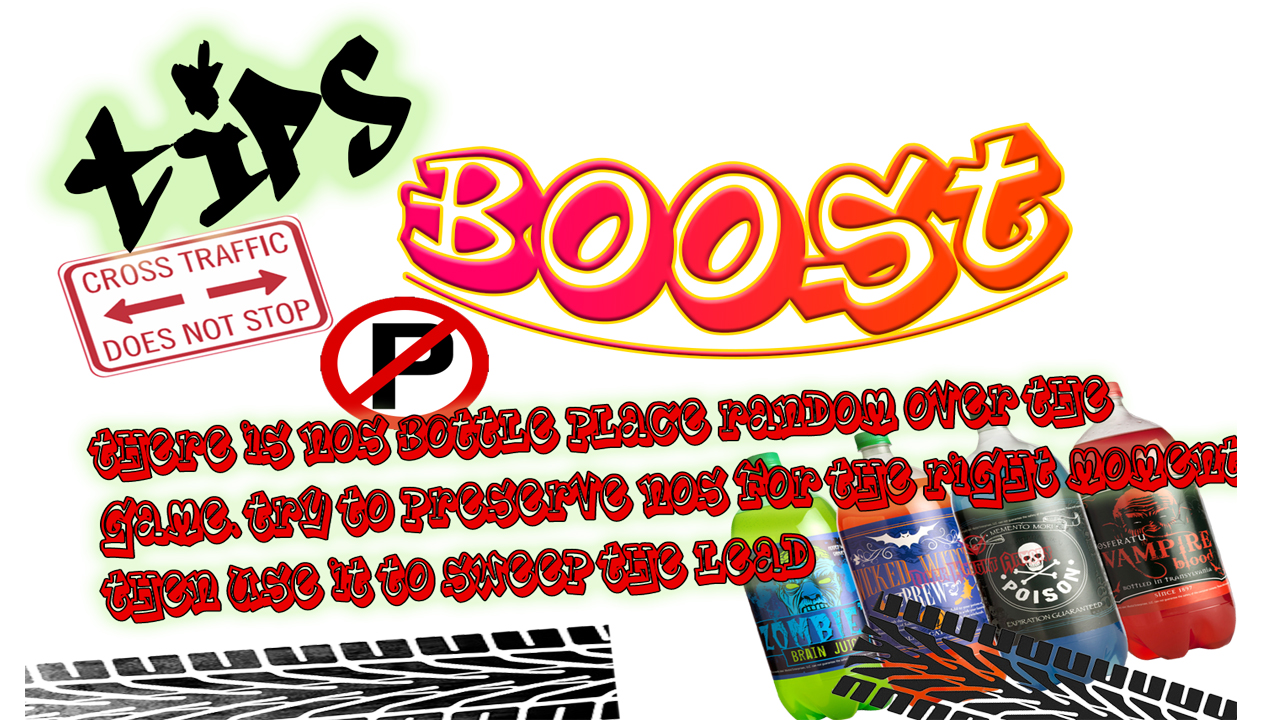 tips
Boost
CROSS TRAFFIC
DOES NOT STOP
P
there is nos Bottle place random over the
game. try to preserve nos for the right moment
then use it to sweep the lead
MEMENTO MORI
POISON
EXPIRATION GUARANTEED
VAMPIRE
blood
BOTTLED IN TRANSYLVANIA
SINCE 1897
BREW
ZOMBIE
BRAIN JUICE